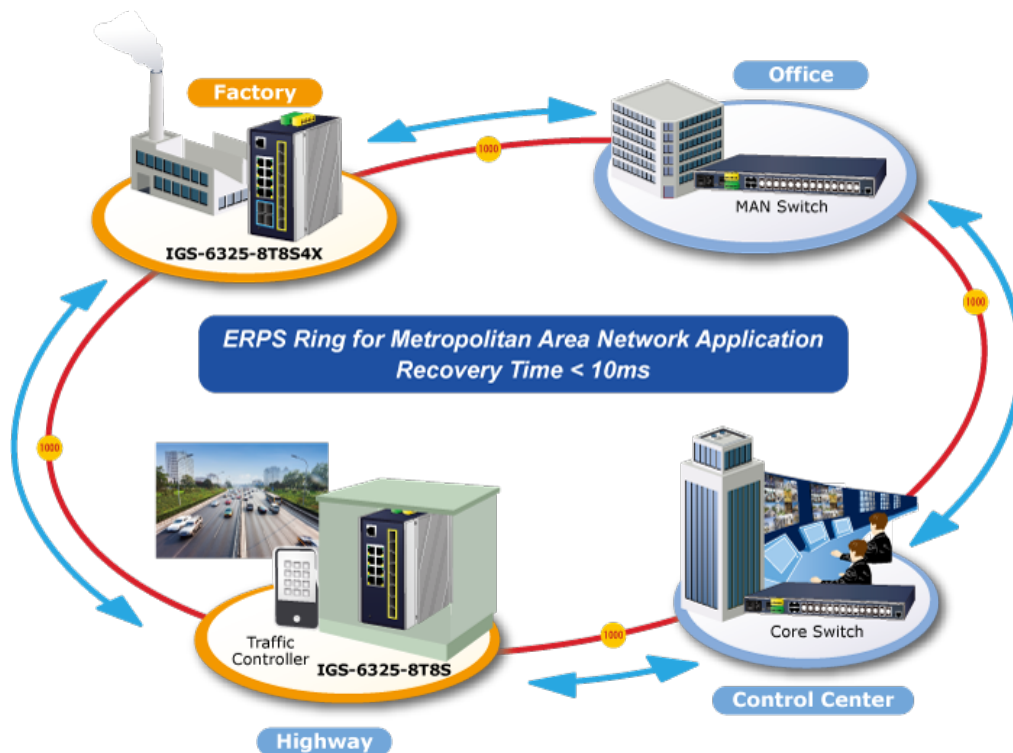 Factory
Office
1000
MAN Switch
IGS-6325-8T8S4X
1000
ERPS Ring for Metropolitan Area Network Application
Recovery Time < 10ms
1000
1000
Traffic
Controller
IGS-6325-8T8S
Core Switch
Control Center
Highway